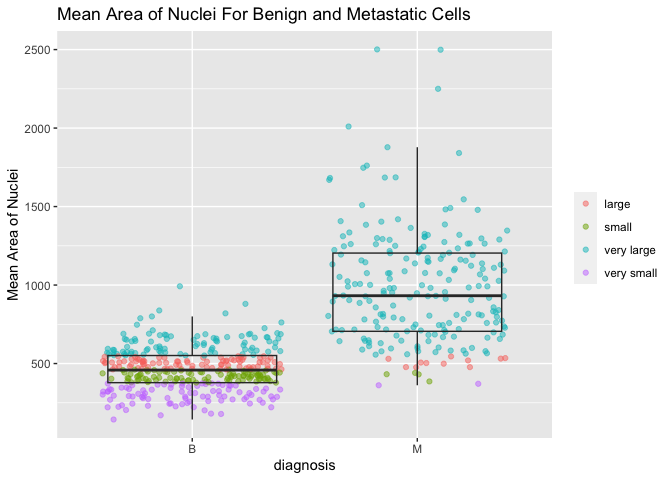 Mean Area of Nuclei For Benign and Metastatic Cells
2500
2000
1500
1000
500
Mean Area of Nuclei
B
M
diagnosis
large
small
very large
very small